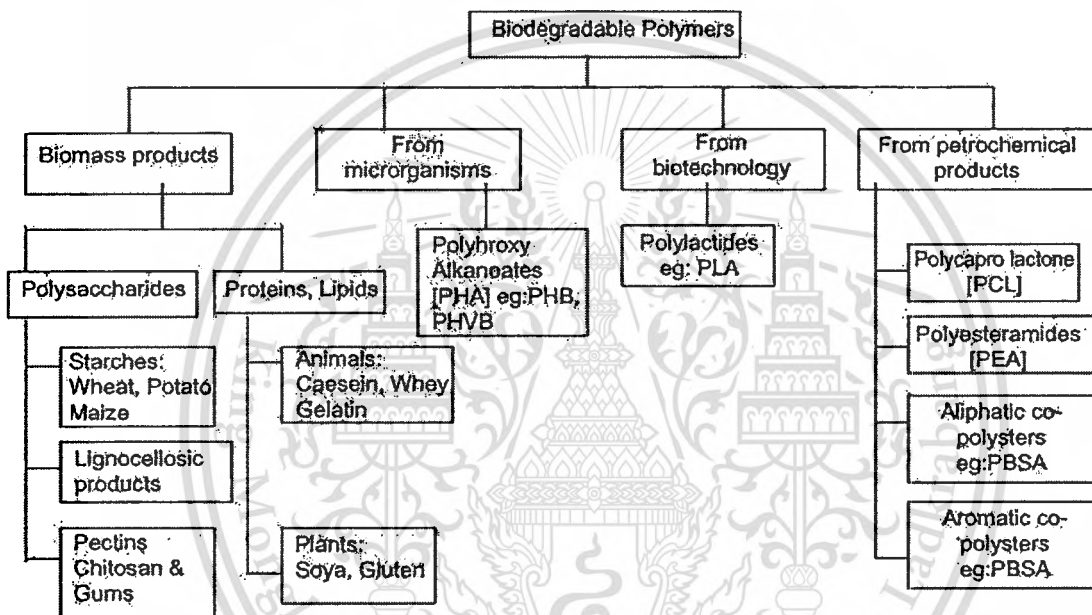 Biodegradable Polymers
Biomass products
From
microrganisms
From
biotechnology
From petrochemical
products
Polysaccharides
Proteins, Lipids
Polyhroxy
Alkanoates
[PHA] eg:PHB,
PHVB
Polylactides
eg: PLA
Polycapro lactone
[PCL]
Starches:
Wheat, Potato
Maize
Animals:
Caesein, Whey
Gelatin
Polyesteramides
[PEA]
Lignocellosic
products
Aliphatic co-
polysters
eg:PBSA
Pectins
Chitosan &
Gums
Plants:
Soya, Gluten
Aromatic co-
polysters
eg:PBSA